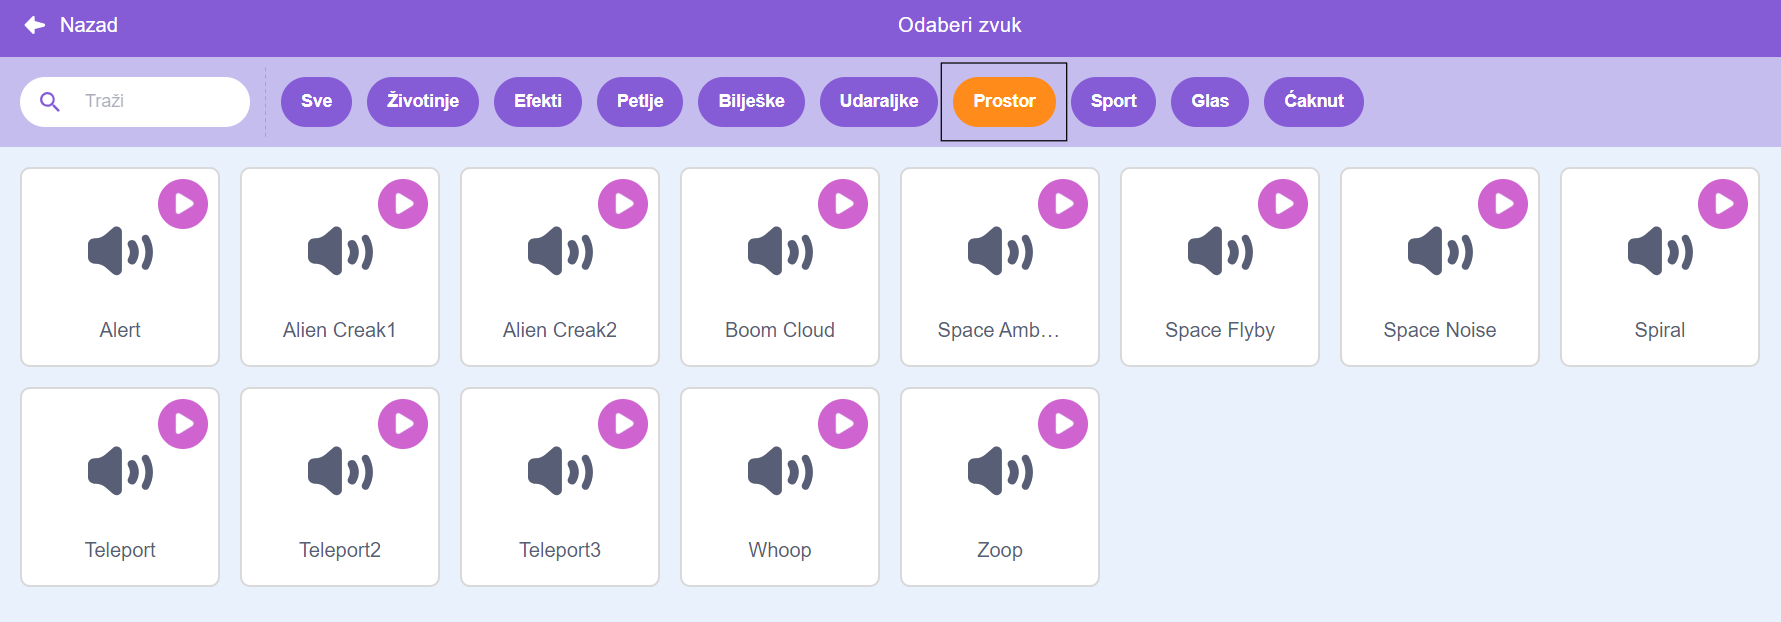 Nazad
Odaberi zvuk
Traži
Sve
Životinje
Efekti
Petlje
Bilješke
Udaraljke
Prostor
Sport
Glas
Ćaknut
Alert
Alien Creak1
Alien Creak2
Boom Cloud
Space Amb…
Space Flyby
Space Noise
Spiral
Teleport
Teleport2
Teleport3
Whoop
Zoop